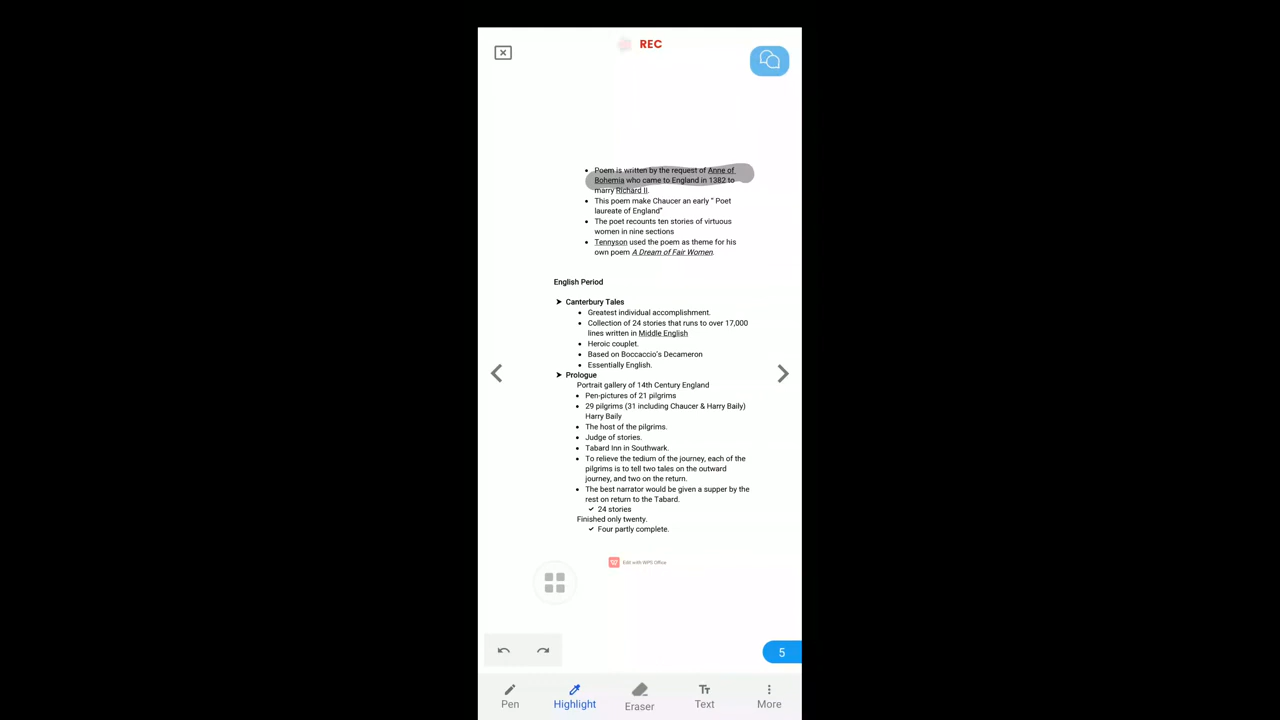 REC
• Poem is written by the request of Anne of
Bohemia who came to England in 1382 to
marry Richard II.
• This poem make Chaucer an early “ Poet
laureate of England”
• The poet recounts ten stories of virtuous
women in nine sections
• Tennyson used the poem as theme for his
own poem A Dream of Fair Women.
English Period
➤ Canterbury Tales
• Greatest individual accomplishment.
• Collection of 24 stories that runs to over 17,000
lines written in Middle English
• Heroic couplet.
• Based on Boccaccio’s Decameron
• Essentially English.
➤ Prologue
Portrait gallery of 14th Century England
• Pen-pictures of 21 pilgrims
• 29 pilgrims (31 including Chaucer & Harry Baily)
Harry Baily
• The host of the pilgrims.
• Judge of stories.
• Tabard Inn in Southwark.
• To relieve the tedium of the journey, each of the
pilgrims is to tell two tales on the outward
journey, and two on the return.
• The best narrator would be given a supper by the
rest on return to the Tabard.
✓ 24 stories
Finished only twenty.
✓ Four partly complete.
Edit with WPS Office
5
Pen Highlight Eraser Text More